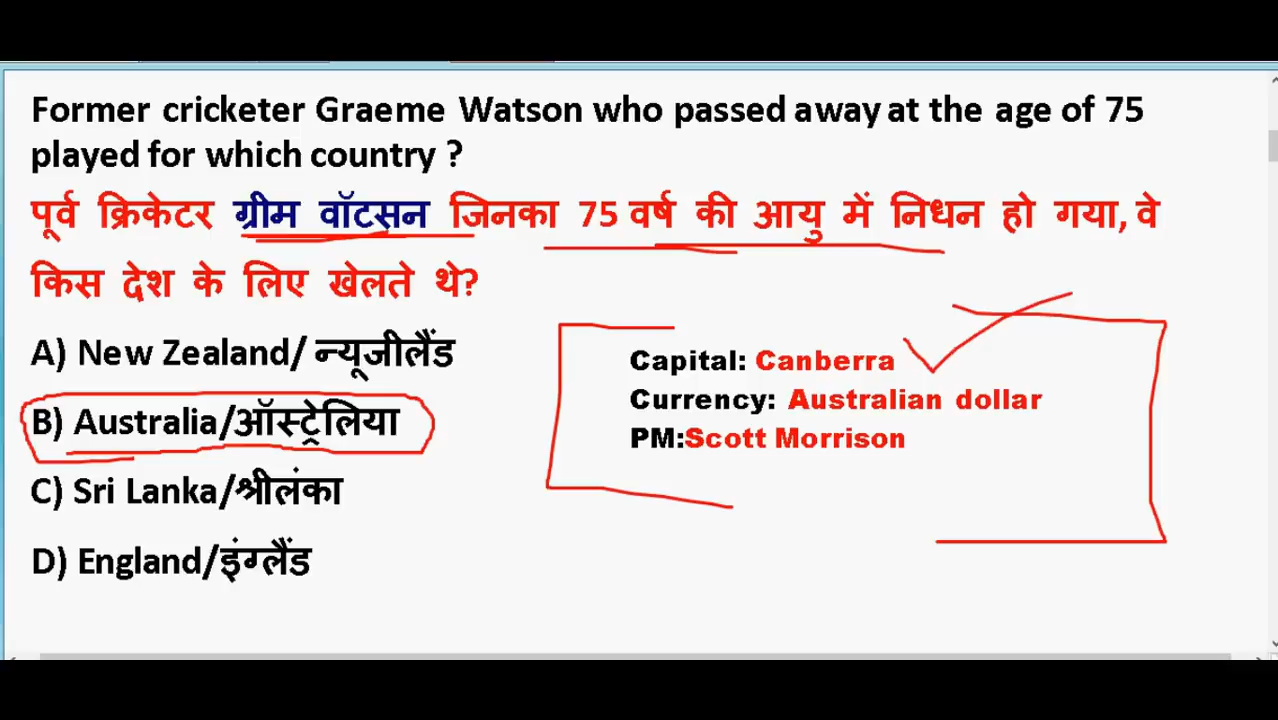 Former cricketer Graeme Watson who passed away at the age of 75
played for which country ?
पूर्व क्रिकेटर ग्रीम वॉटसन जिनका 75 वर्ष की आयु में निधन हो गया, वे
किस देश के लिए खेलते थे?
A) New Zealand/ न्यूजीलैंड
B) Australia/ऑस्ट्रेलिया
C) Sri Lanka/श्रीलंका
D) England/इंग्लैंड
Capital: Canberra
Currency: Australian dollar
PM:Scott Morrison